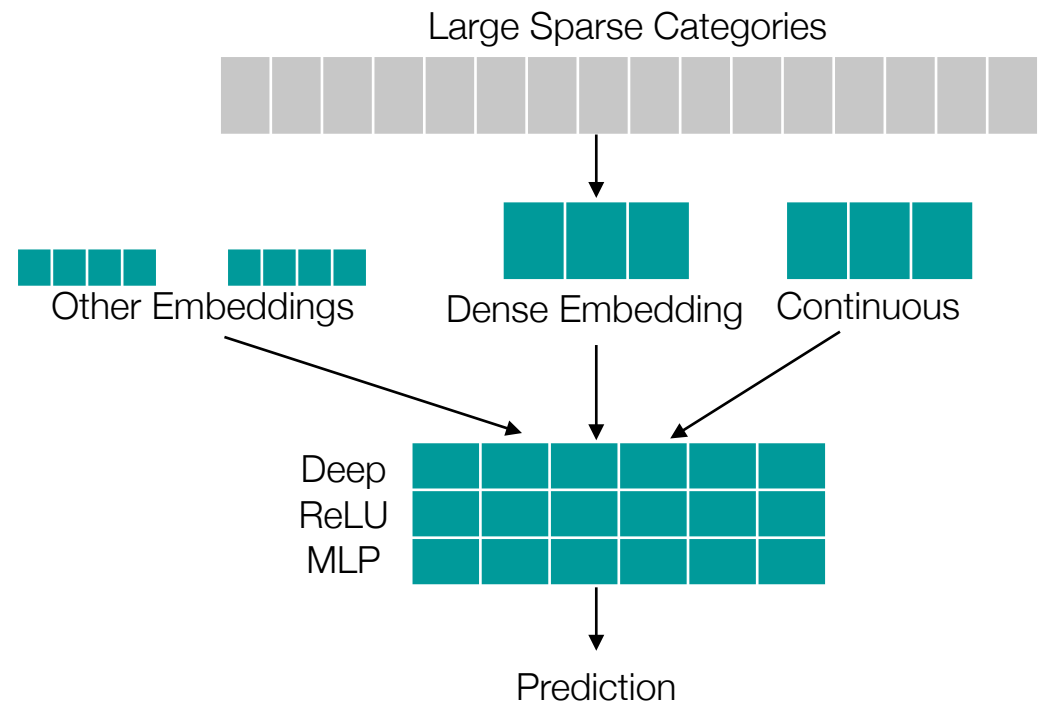 Large Sparse Categories
Other Embeddings
Dense Embedding
Continuous
Deep
ReLU
MLP
Prediction